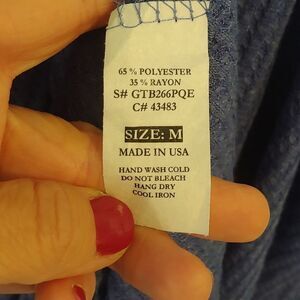 65 % POLYESTER
35 % RAYON
S# GTB266PQE
C# 43483
SIZE: M
MADE IN USA
HAND WASH COLD
DO NOT BLEACH
HANG DRY
COOL IRON